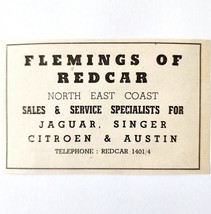 FLEMINGS OF
REDCAR
NORTH EAST COAST
SALES & SERVICE SPECIALISTS FOR
JAGUAR, SINGER
CITROEN & AUSTIN
TELEPHONE : REDCAR 1401/4